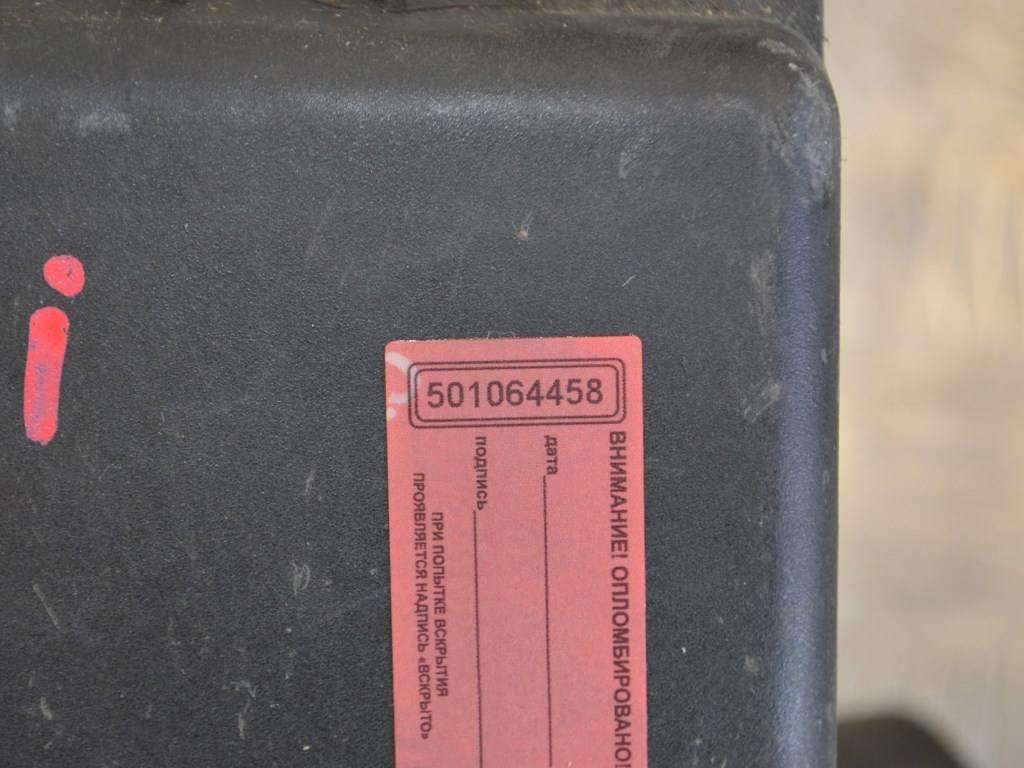 501064458
ВНИМАНИЕ! ОПЛОМБИРОВАНО!
дата
подпись
ПРИ ПОПЫТКЕ ВСКРЫТИЯ
ПРОЯВЛЯЕТСЯ НАДПИСЬ «ВСКРЫТО»
i